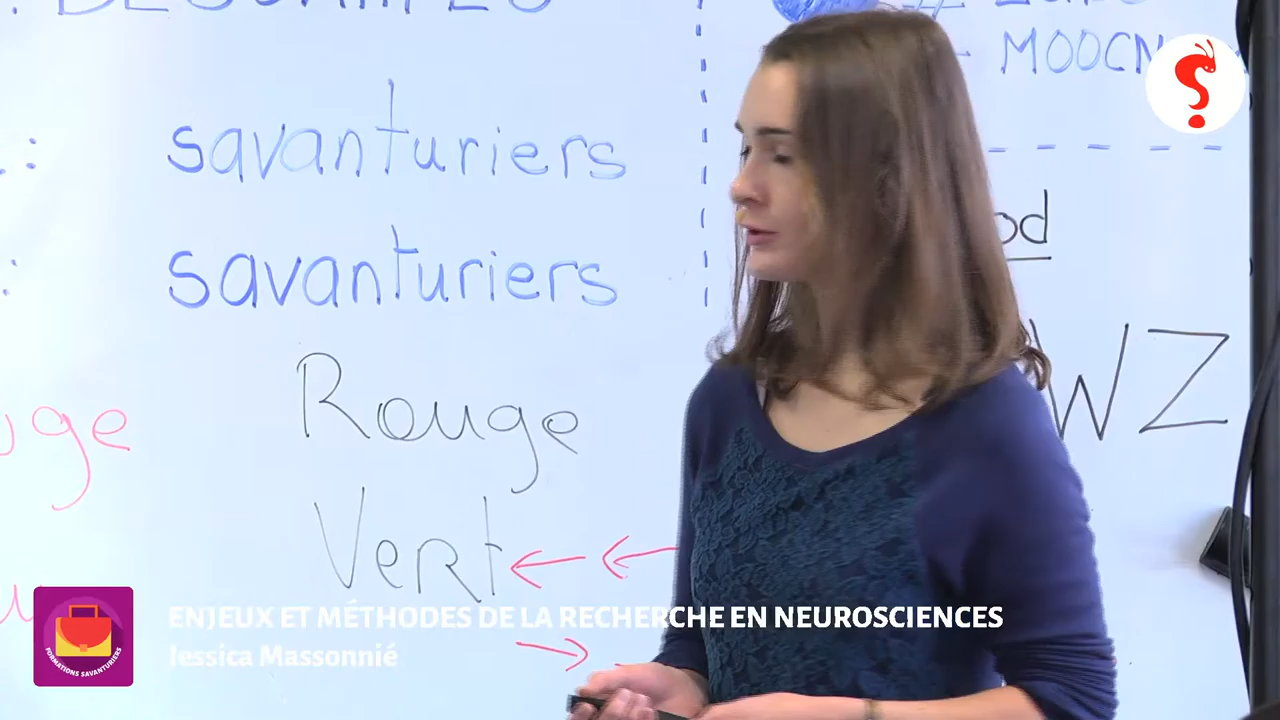 MOOCN
savanturiers
savanturiers
od
Rouge
uge
WZ
Vert
ENJEUX ET MÉTHODES DE LA RECHERCHE EN NEUROSCIENCES
Jessica Massonnié
FORMATIONS SAVANTURIERS